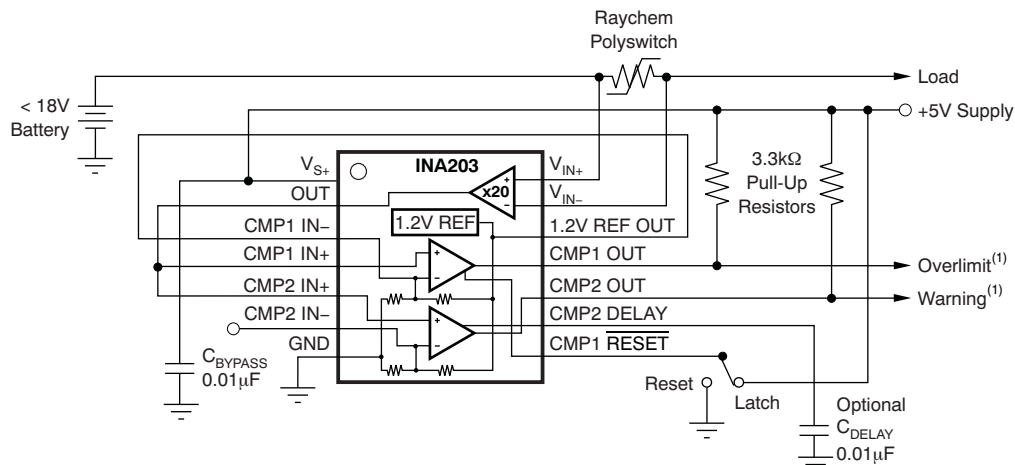 Raychem
Polyswitch
Load
< 18V
Battery
+5V Supply
V_S+
INA203
V_IN+
x20
V_IN−
OUT
3.3kΩ
Pull-Up
Resistors
CMP1 IN−
1.2V REF
1.2V REF OUT
CMP1 IN+
CMP1 OUT
Overlimit(1)
CMP2 IN+
CMP2 OUT
Warning(1)
CMP2 IN−
CMP2 DELAY
GND
CMP1 RESET
C_BYPASS
0.01µF
Reset
Latch
Optional
C_DELAY
0.01µF